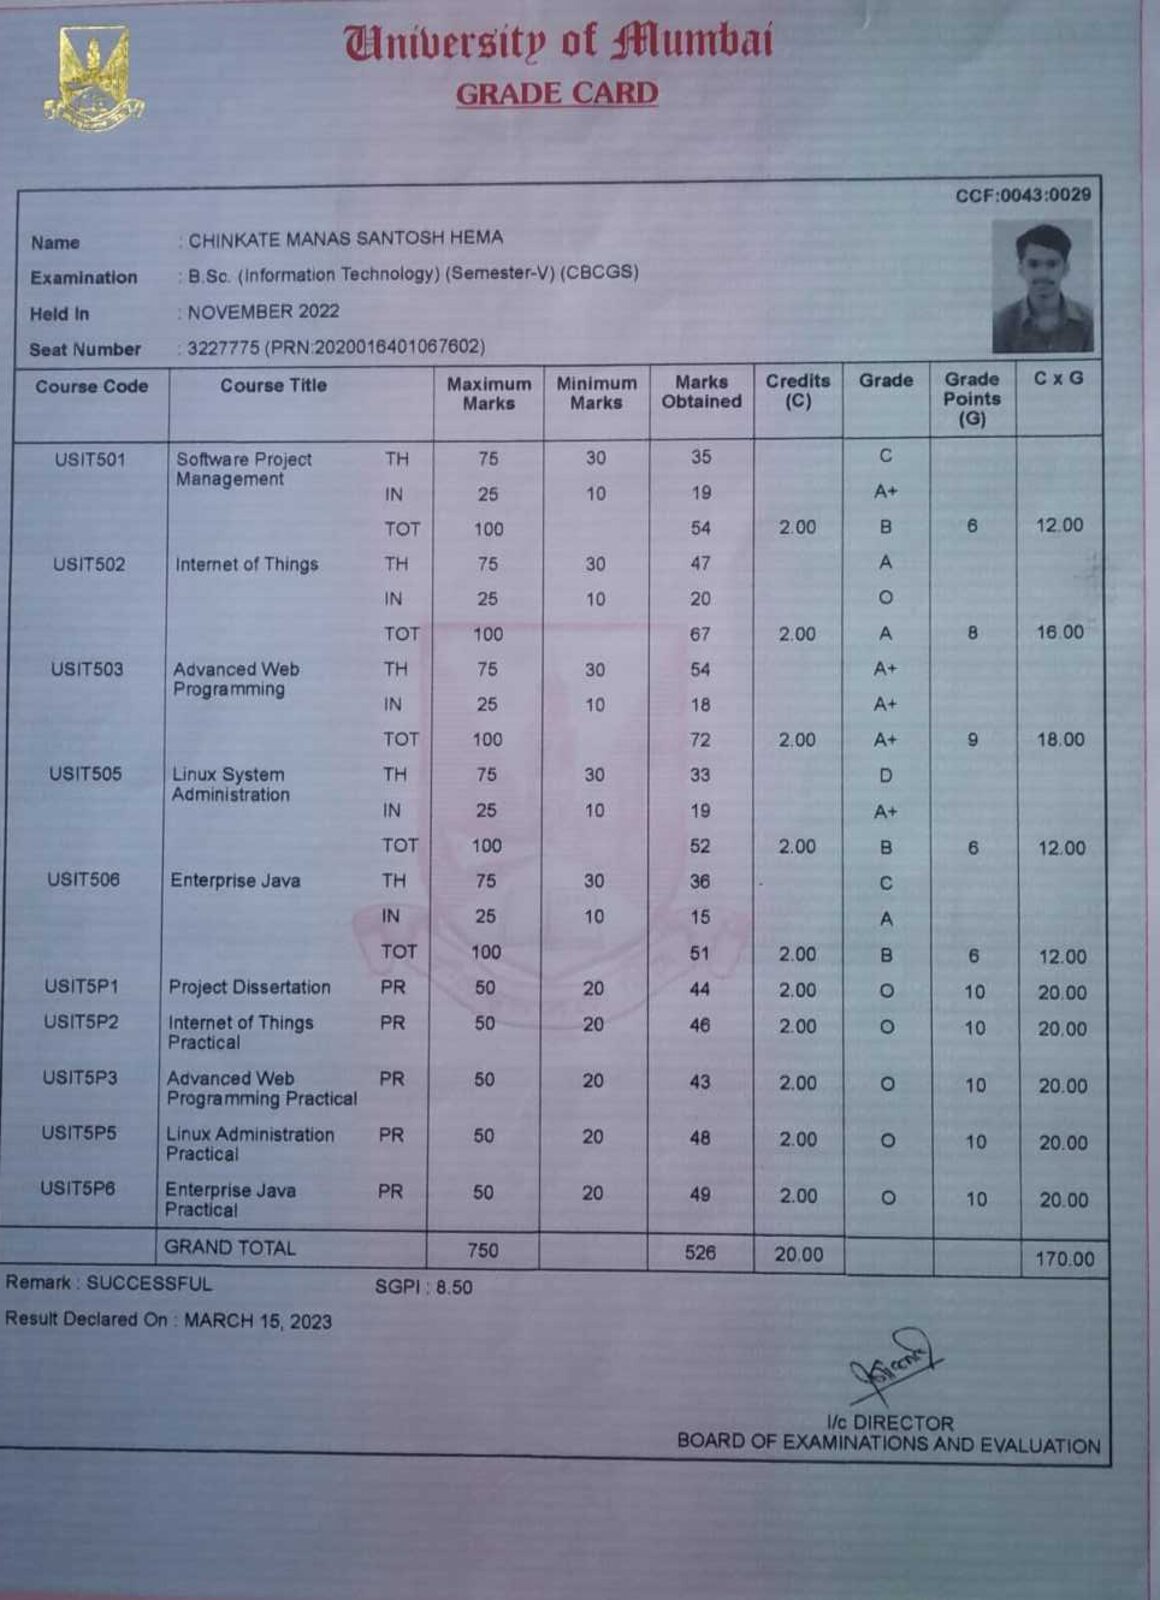 University of Mumbai
GRADE CARD
CCF:0043:0029
Name : CHINKATE MANAS SANTOSH HEMA
Examination : B.Sc. (Information Technology) (Semester-V) (CBCGS)
Held In : NOVEMBER 2022
Seat Number : 3227775 (PRN:2020016401067602)
Course Code Course Title Maximum Marks Minimum Marks Marks Obtained Credits (C) Grade Grade Points (G) C x G
USIT501 Software Project TH 75 30 35 C
Management
IN 25 10 19 A+
TOT 100 54 2.00 B 6 12.00
USIT502 Internet of Things TH 75 30 47 A
IN 25 10 20 O
TOT 100 67 2.00 A 8 16.00
USIT503 Advanced Web TH 75 30 54 A+
Programming
IN 25 10 18 A+
TOT 100 72 2.00 A+ 9 18.00
USIT505 Linux System TH 75 30 33 D
Administration
IN 25 10 19 A+
TOT 100 52 2.00 B 6 12.00
USIT506 Enterprise Java TH 75 30 36 C
IN 25 10 15 A
TOT 100 51 2.00 B 6 12.00
USIT5P1 Project Dissertation PR 50 20 44 2.00 O 10 20.00
USIT5P2 Internet of Things PR 50 20 46 2.00 O 10 20.00
Practical
USIT5P3 Advanced Web PR 50 20 43 2.00 O 10 20.00
Programming Practical
USIT5P5 Linux Administration PR 50 20 48 2.00 O 10 20.00
Practical
USIT5P6 Enterprise Java PR 50 20 49 2.00 O 10 20.00
Practical
GRAND TOTAL 750 526 20.00 170.00
Remark : SUCCESSFUL SGPI : 8.50
Result Declared On : MARCH 15, 2023
I/c DIRECTOR
BOARD OF EXAMINATIONS AND EVALUATION